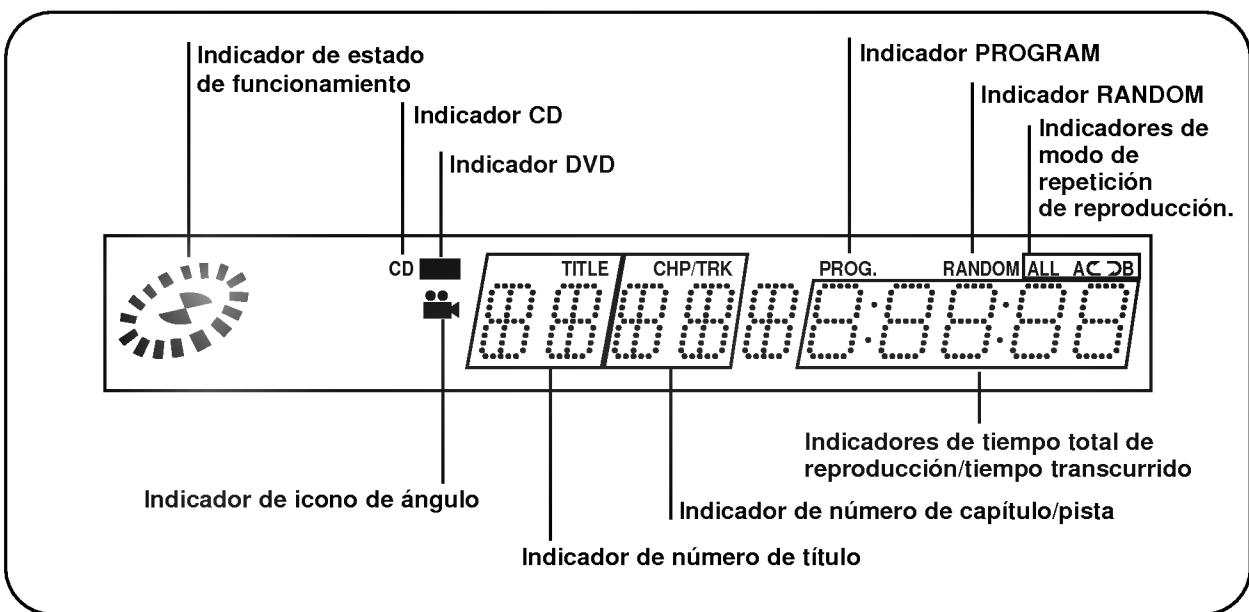 Indicador de estado
de funcionamiento
Indicador CD
Indicador DVD
Indicador PROGRAM
Indicador RANDOM
Indicadores de
modo de
repetición
de reproducción.
CD TITLE CHP/TRK PROG. RANDOM ALL A B
Indicador de icono de ángulo
Indicador de número de título
Indicador de número de capítulo/pista
Indicadores de tiempo total de
reproducción/tiempo transcurrido